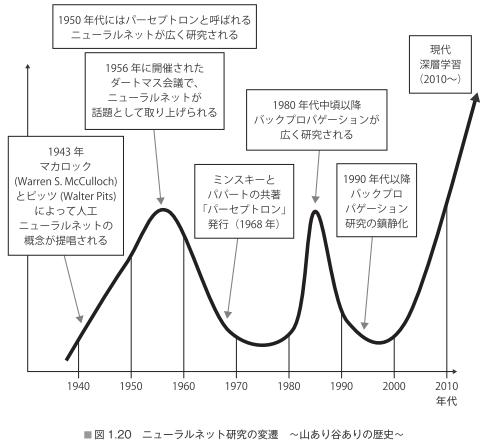 1950 年代にはパーセプトロンと呼ばれる
ニューラルネットが広く研究される
1956 年に開催された
ダートマス会議で、
ニューラルネットが
話題として取り上げられる
現代
深層学習
（2010～）
1980 年代中頃以降
バックプロパゲーションが
広く研究される
1943 年
マカロック
(Warren S. McCulloch)
とピッツ (Walter Pits)
によって人工
ニューラルネットの
概念が提唱される
ミンスキーと
パパートの共著
「パーセプトロン」
発行（1968 年）
1990 年代以降
バックプロ
パゲーション
研究の鎮静化
1940 1950 1960 1970 1980 1990 2000 2010
年代
■図 1.20 ニューラルネット研究の変遷 ～山あり谷ありの歴史～